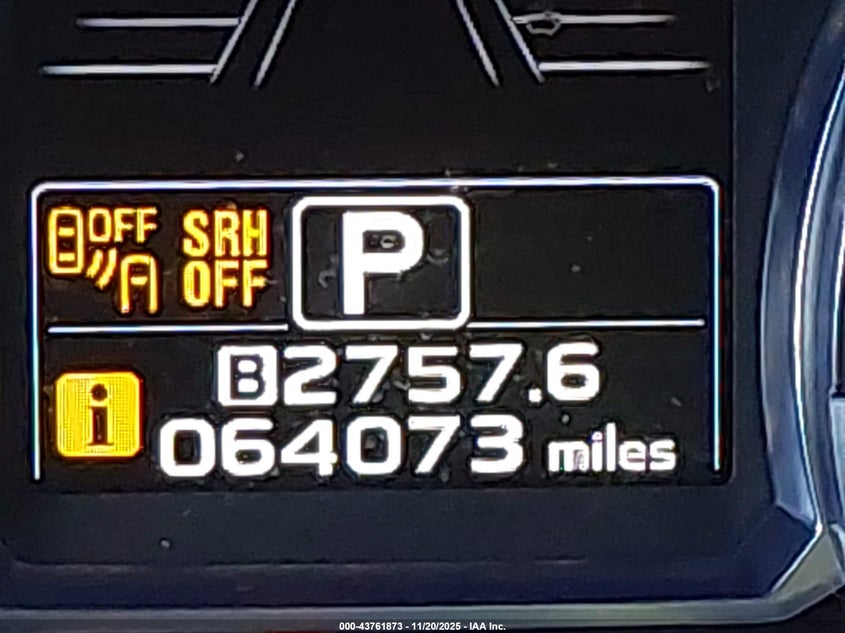 OFF SRH OFF
P
B2757.6
i
064073 miles
000-43761873 - 11/20/2025 - IAA Inc.